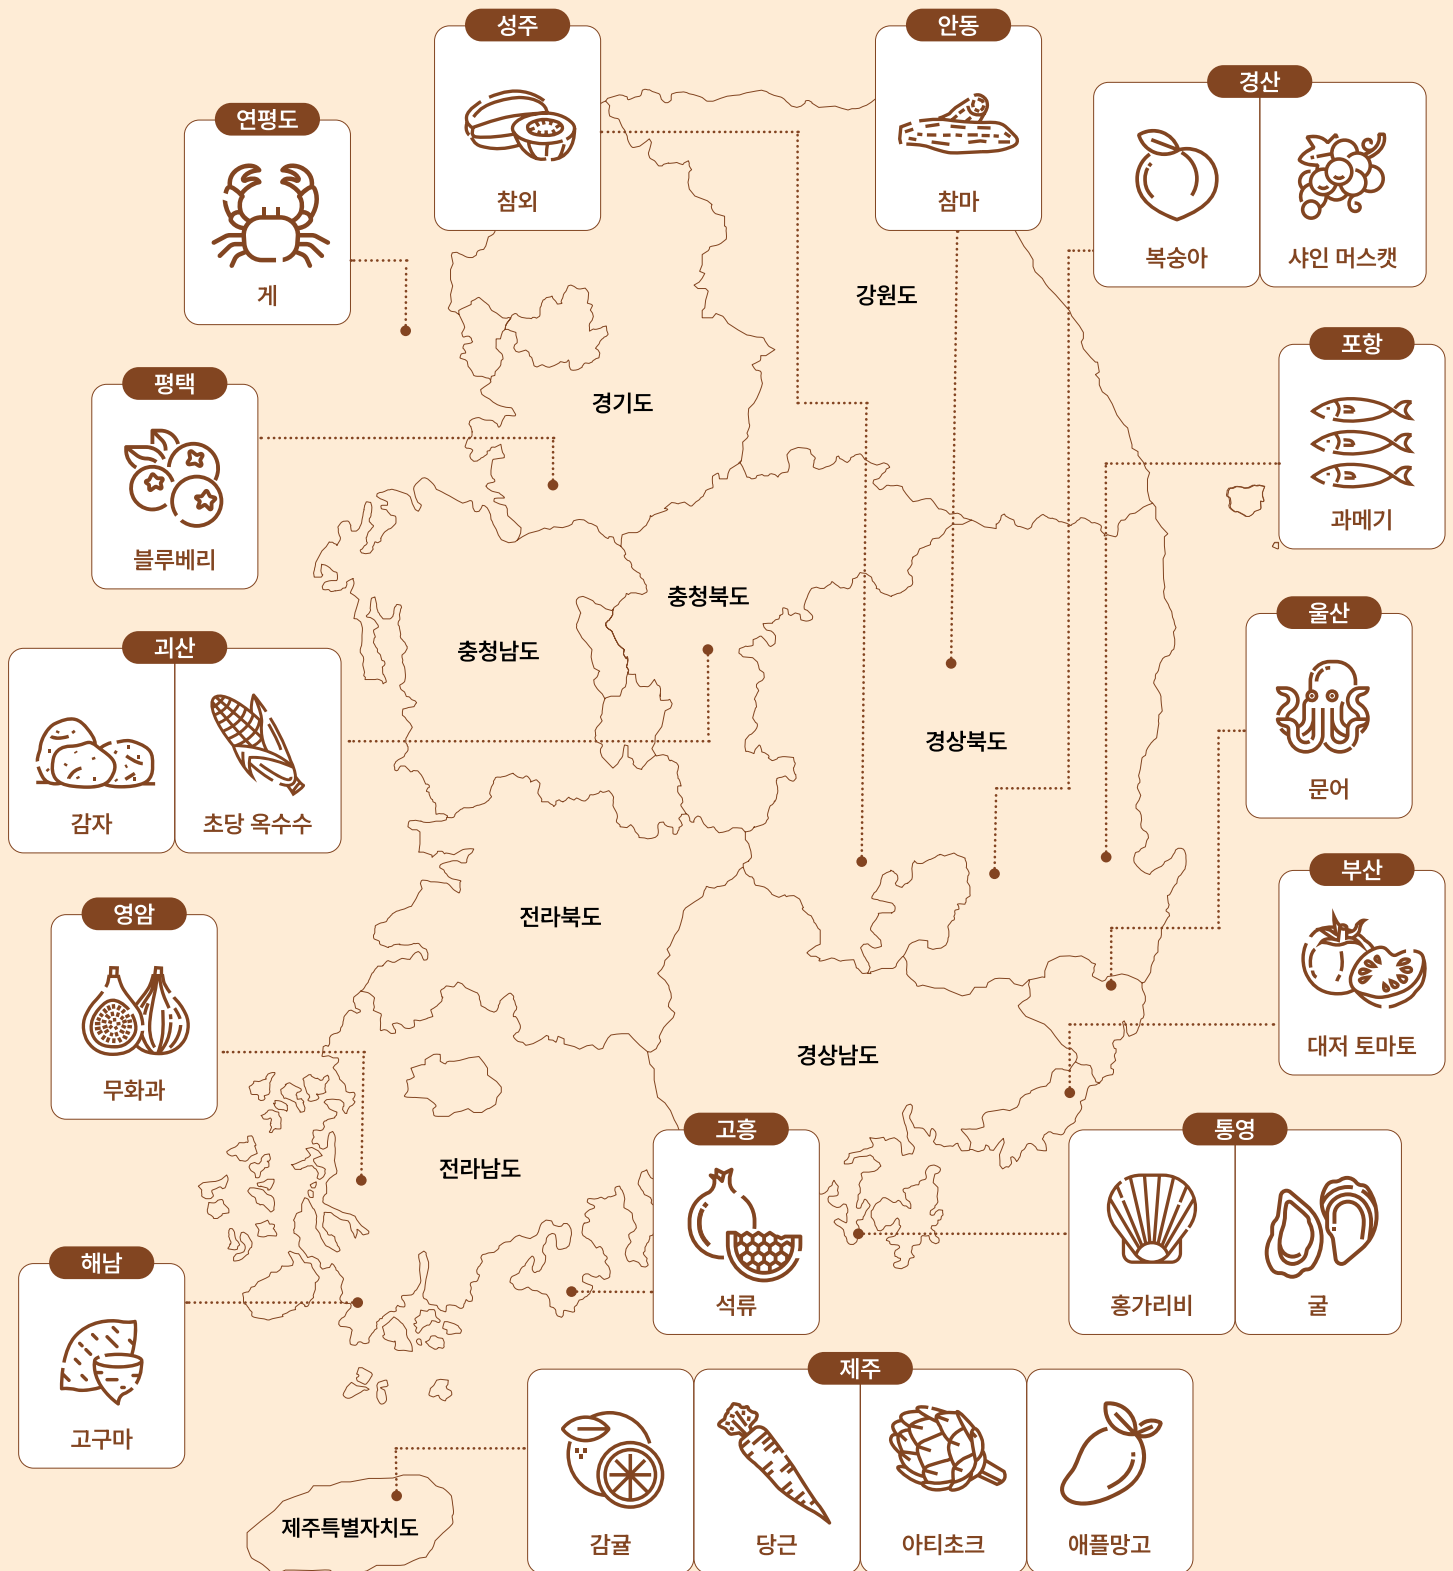 성주
참외
안동
참마
경산
복숭아
샤인 머스캣
연평도
게
강원도
포항
과메기
평택
블루베리
경기도
충청북도
울산
문어
괴산
감자
초당 옥수수
충청남도
경상북도
부산
대저 토마토
영암
무화과
전라북도
경상남도
고흥
석류
통영
홍가리비
굴
전라남도
해남
고구마
제주
감귤
당근
아티초크
애플망고
제주특별자치도